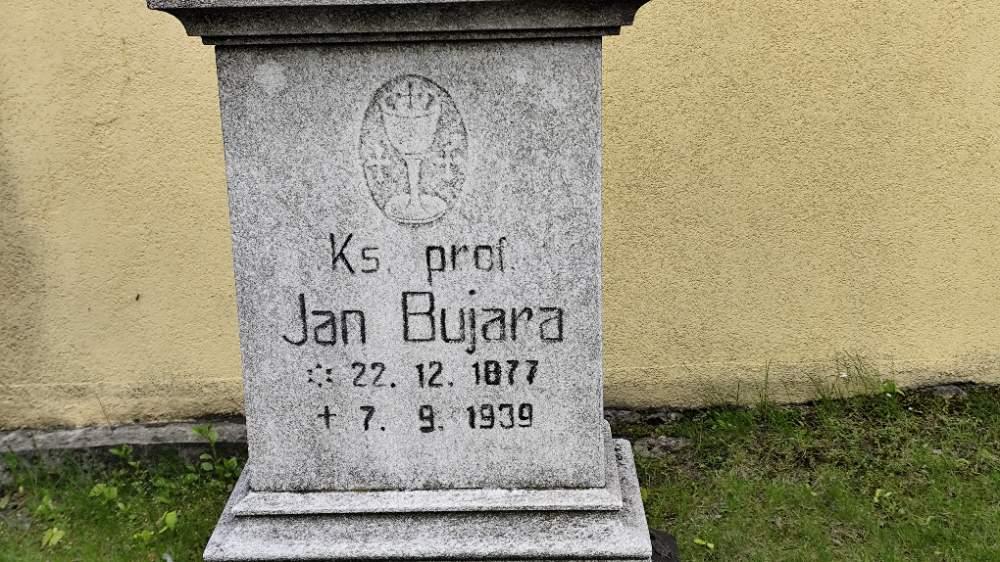 Ks. prof.
Jan Bujara
* 22. 12. 1877
+ 7. 9. 1939